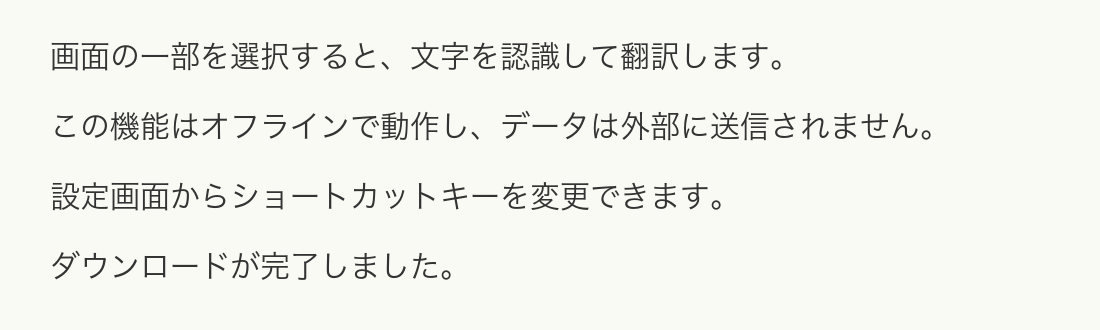 画面の一部を選択すると、文字を認識して翻訳します。
この機能はオフラインで動作し、データは外部に送信されません。
設定画面からショートカットキーを変更できます。
ダウンロードが完了しました。